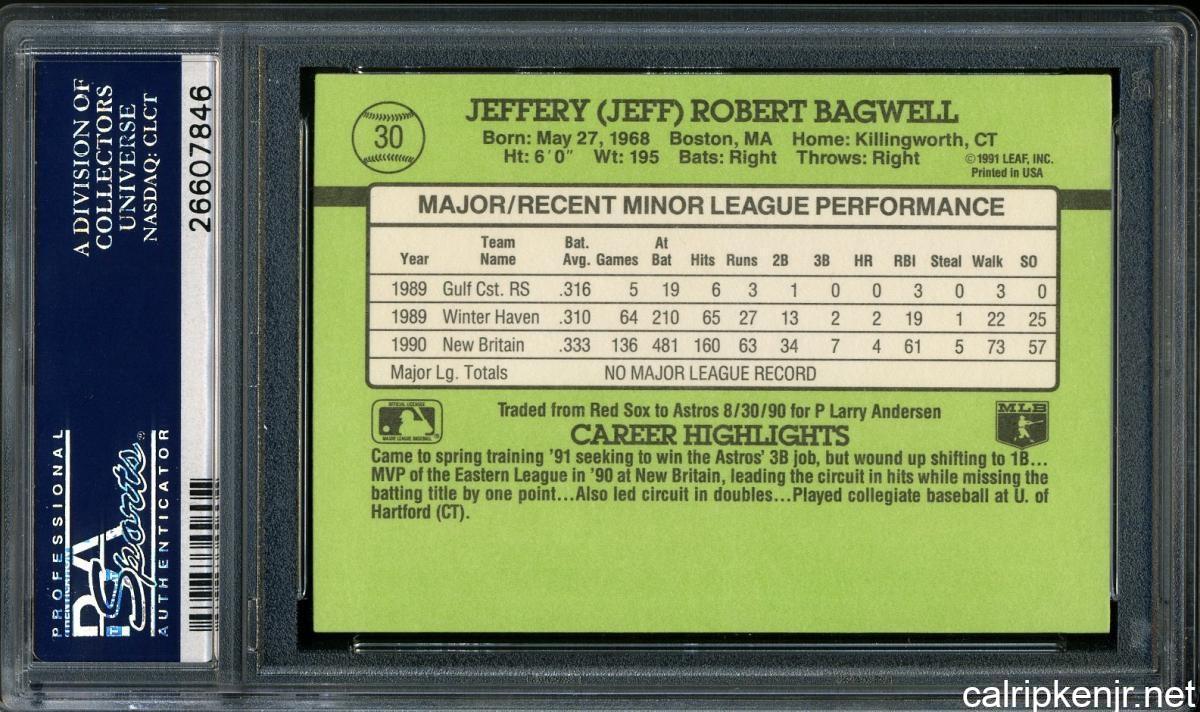 A DIVISION OF
COLLECTORS
UNIVERSE
NASDAQ: CLCT
26607846
PROFESSIONAL
PSA
Sports
AUTHENTICATOR
30
JEFFERY (JEFF) ROBERT BAGWELL
Born: May 27, 1968 Boston, MA Home: Killingworth, CT
Ht: 6'0" Wt: 195 Bats: Right Throws: Right
©1991 LEAF, INC.
Printed in USA
MAJOR/RECENT MINOR LEAGUE PERFORMANCE
Year Team Name Bat. Avg. Games At Bat Hits Runs 2B 3B HR RBI Steal Walk SO
1989 Gulf Cst. RS .316 5 19 6 3 1 0 0 3 0 3 0
1989 Winter Haven .310 64 210 65 27 13 2 2 19 1 22 25
1990 New Britain .333 136 481 160 63 34 7 4 61 5 73 57
Major Lg. Totals NO MAJOR LEAGUE RECORD
OFFICIAL LICENSEE
MAJOR LEAGUE BASEBALL
Traded from Red Sox to Astros 8/30/90 for P Larry Andersen
MLB
CAREER HIGHLIGHTS
Came to spring training '91 seeking to win the Astros' 3B job, but wound up shifting to 1B...
MVP of the Eastern League in '90 at New Britain, leading the circuit in hits while missing the
batting title by one point...Also led circuit in doubles...Played collegiate baseball at U. of
Hartford (CT).
calripkenjr.net